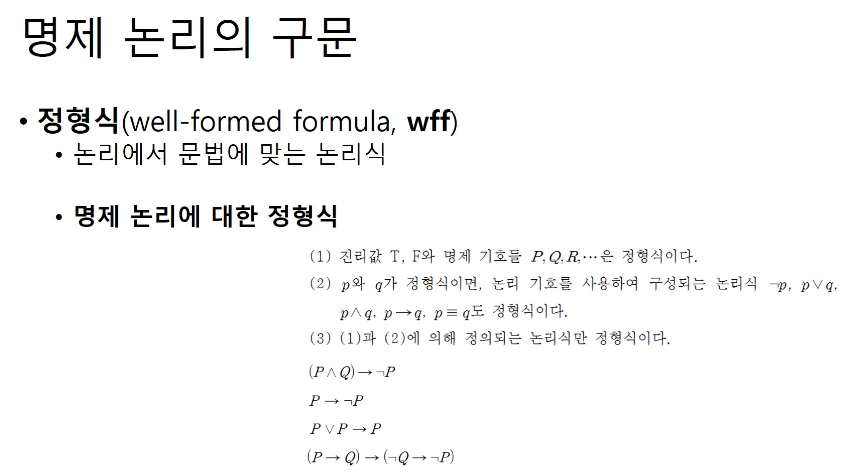 명제 논리의 구문
• 정형식(well-formed formula, wff)
• 논리에서 문법에 맞는 논리식
• 명제 논리에 대한 정형식
(1) 진리값 T, F와 명제 기호들 P, Q, R, ⋯은 정형식이다.
(2) p와 q가 정형식이면, 논리 기호를 사용하여 구성되는 논리식 ¬p, p∨q,
p∧q, p→q, p≡q도 정형식이다.
(3) (1)과 (2)에 의해 정의되는 논리식만 정형식이다.
(P∧Q)→¬P
P→¬P
P∨P→P
(P→Q)→(¬Q→¬P)